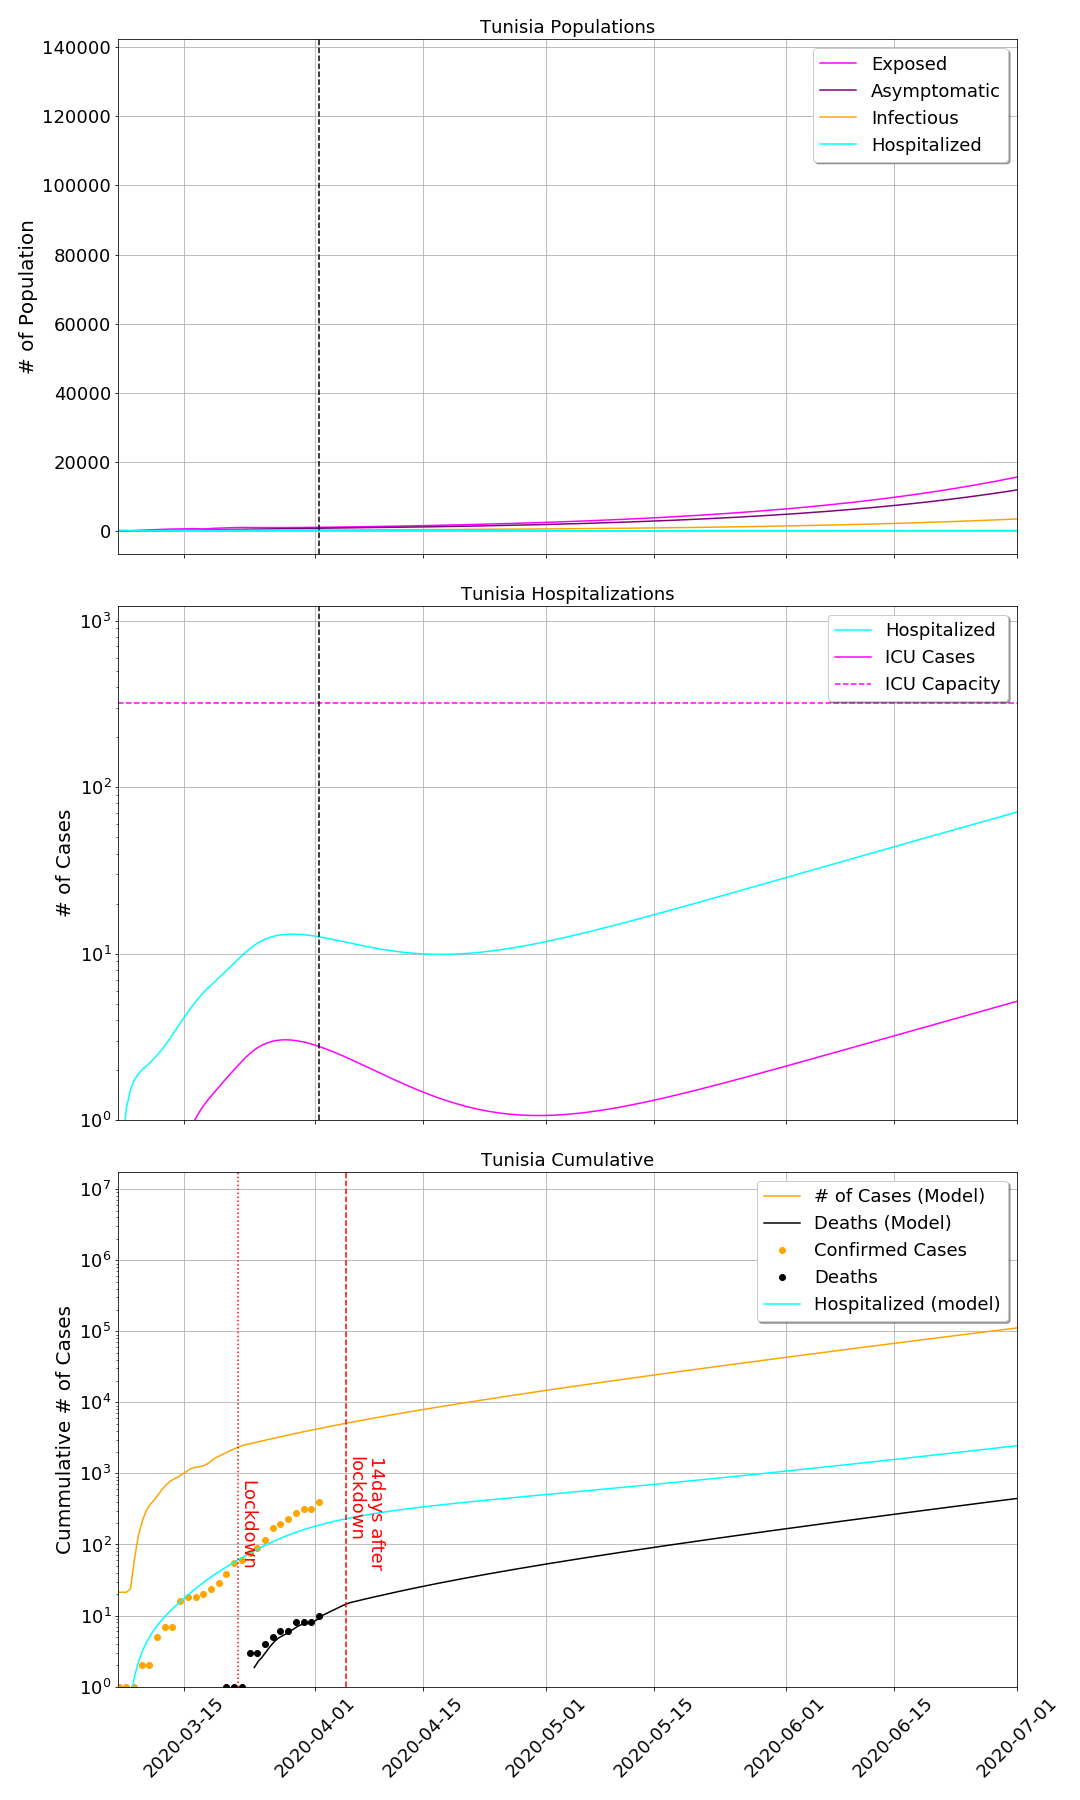 Tunisia Populations
140000
120000
100000
80000
60000
40000
20000
0
# of Population
Exposed
Asymptomatic
Infectious
Hospitalized
Tunisia Hospitalizations
10³
10²
10¹
10⁰
# of Cases
Hospitalized
ICU Cases
ICU Capacity
Tunisia Cumulative
10⁷
10⁶
10⁵
10⁴
10³
10²
10¹
10⁰
Cummulative # of Cases
# of Cases (Model)
Deaths (Model)
Confirmed Cases
Deaths
Hospitalized (model)
Lockdown
14days after
lockdown
2020-03-15
2020-04-01
2020-04-15
2020-05-01
2020-05-15
2020-06-01
2020-06-15
2020-07-01